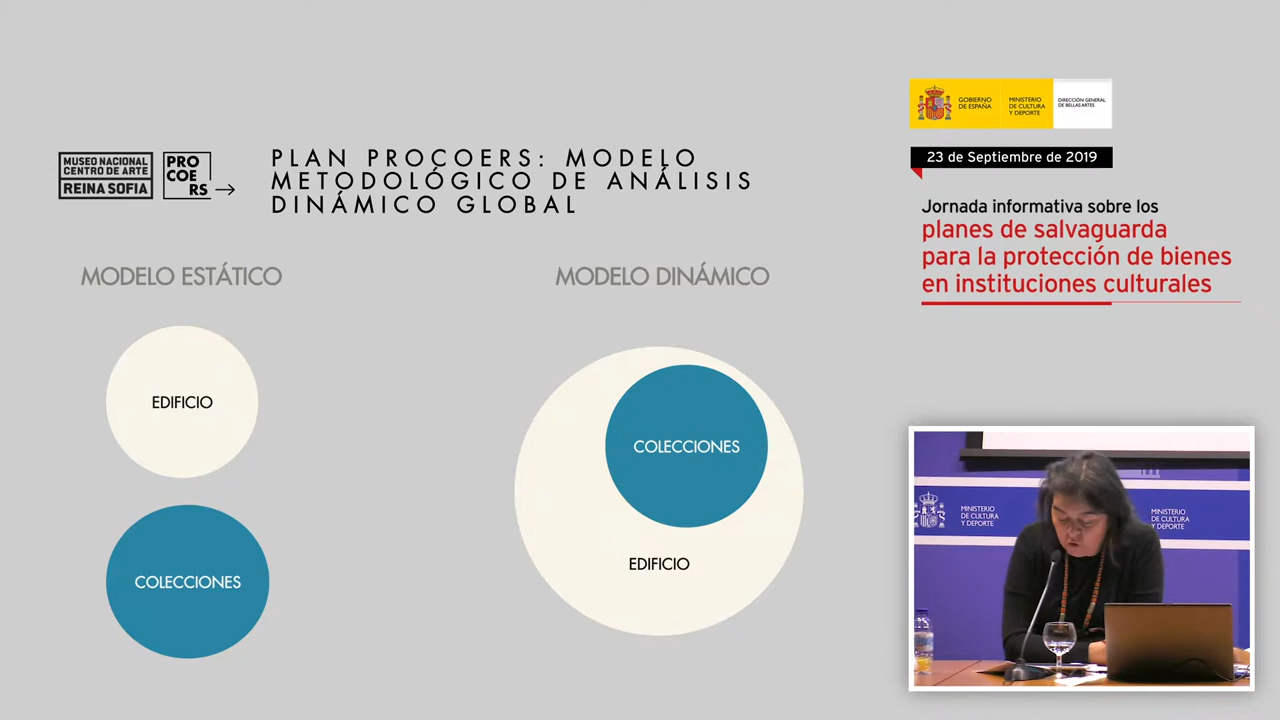 MUSEO NACIONAL
CENTRO DE ARTE
REINA SOFIA
PRO
COE
RS
PLAN PROCOERS: MODELO
METODOLÓGICO DE ANÁLISIS
DINÁMICO GLOBAL
MODELO ESTÁTICO
EDIFICIO
COLECCIONES
MODELO DINÁMICO
COLECCIONES
EDIFICIO
GOBIERNO
DE ESPAÑA
MINISTERIO
DE CULTURA
Y DEPORTE
DIRECCIÓN GENERAL
DE BELLAS ARTES
23 de Septiembre de 2019
Jornada informativa sobre los
planes de salvaguarda
para la protección de bienes
en instituciones culturales
MINISTERIO
DE CULTURA
Y DEPORTE
MINISTERIO
DE CULTURA
Y DEPORTE